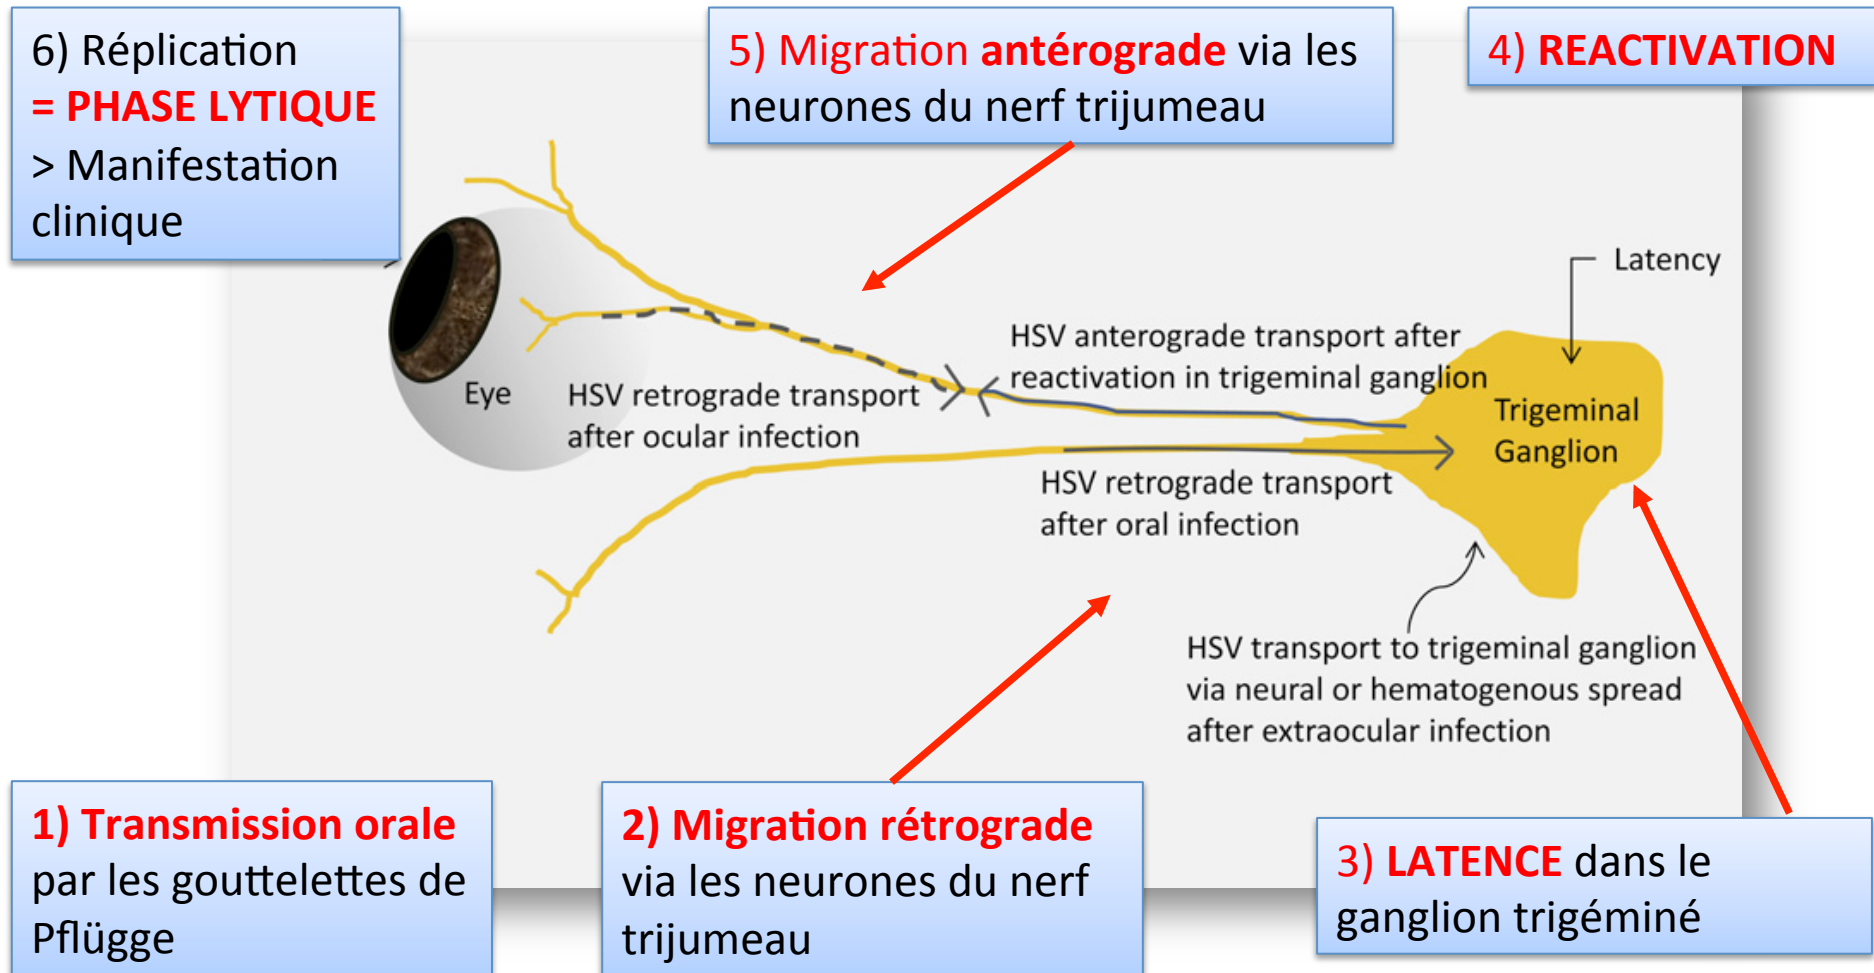 6) Réplication
= PHASE LYTIQUE
> Manifestation
clinique
5) Migration antérograde via les
neurones du nerf trijumeau
4) REACTIVATION
Latency
HSV anterograde transport after
reactivation in trigeminal ganglion
Eye
HSV retrograde transport
after ocular infection
Trigeminal
Ganglion
HSV retrograde transport
after oral infection
HSV transport to trigeminal ganglion
via neural or hematogenous spread
after extraocular infection
1) Transmission orale
par les gouttelettes de
Pflügge
2) Migration rétrograde
via les neurones du nerf
trijumeau
3) LATENCE dans le
ganglion trigéminé